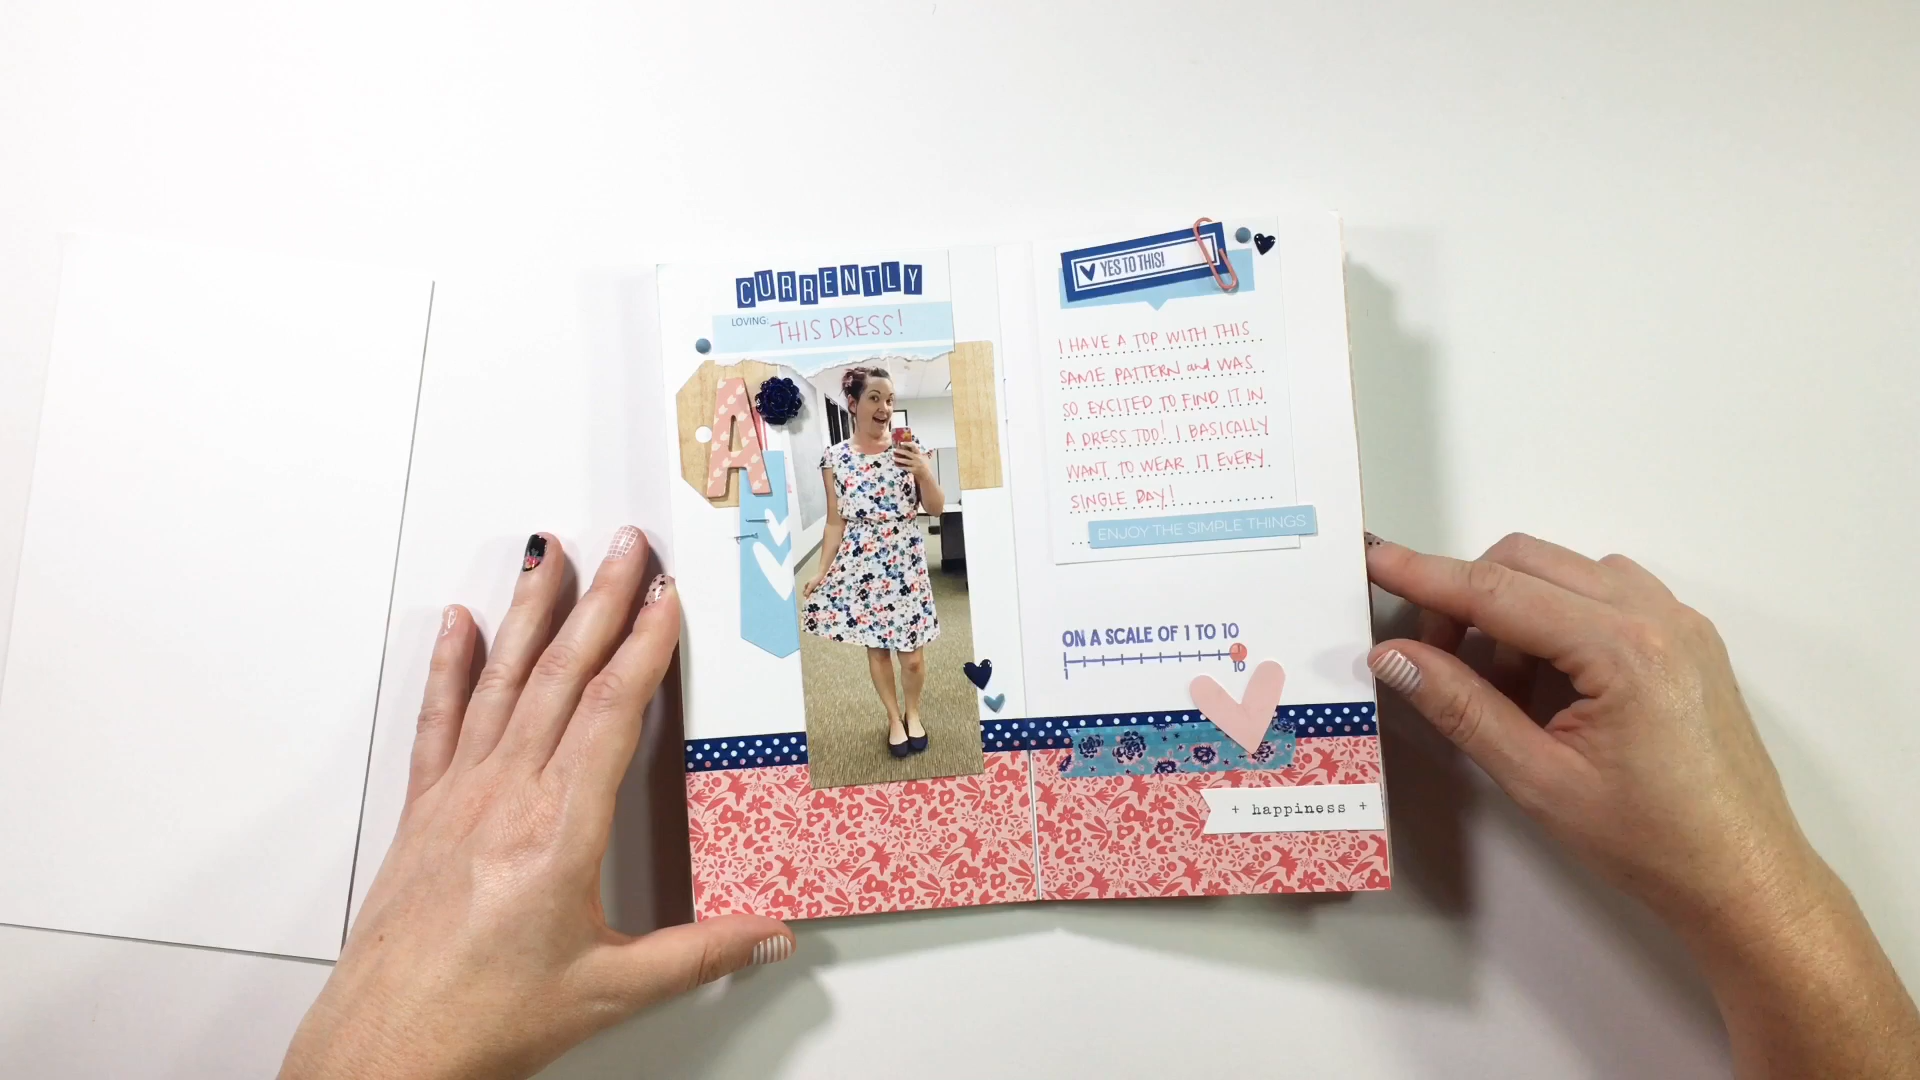 CURRENTLY
LOVING: THIS DRESS!
A
YES TO THIS!
I HAVE A TOP WITH THIS
SAME PATTERN and WAS
SO EXCITED TO FIND IT IN
A DRESS TOO! I BASICALLY
WANT TO WEAR IT EVERY
SINGLE DAY!
ENJOY THE SIMPLE THINGS
ON A SCALE OF 1 TO 10
1 10
+ happiness +